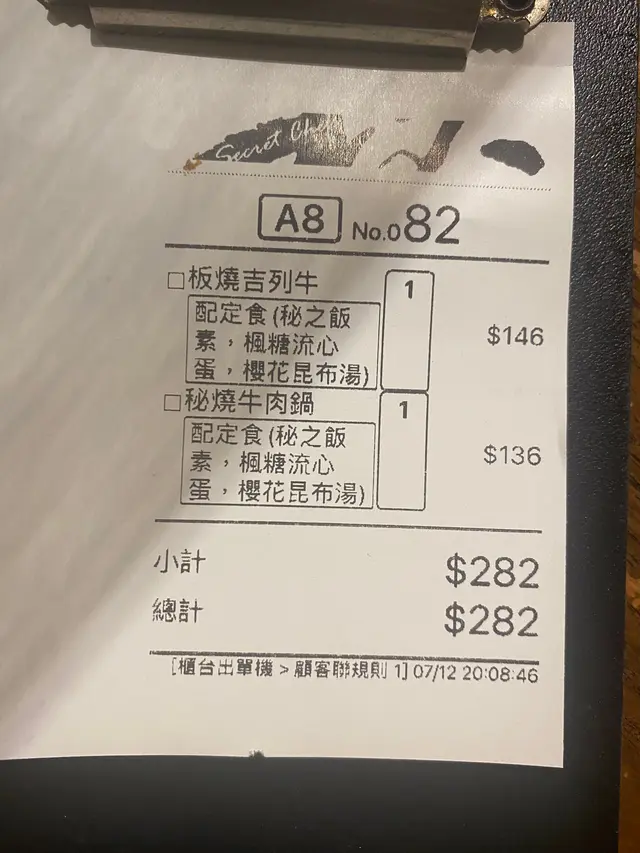 Secret Che
A8 No.082
□板燒吉列牛 1
配定食(秘之飯
素,楓糖流心
蛋,櫻花昆布湯)
$146
□秘燒牛肉鍋 1
配定食(秘之飯
素,楓糖流心
蛋,櫻花昆布湯)
$136
小計 $282
總計 $282
[櫃台出單機 > 顧客聯規則 1] 07/12 20:08:46